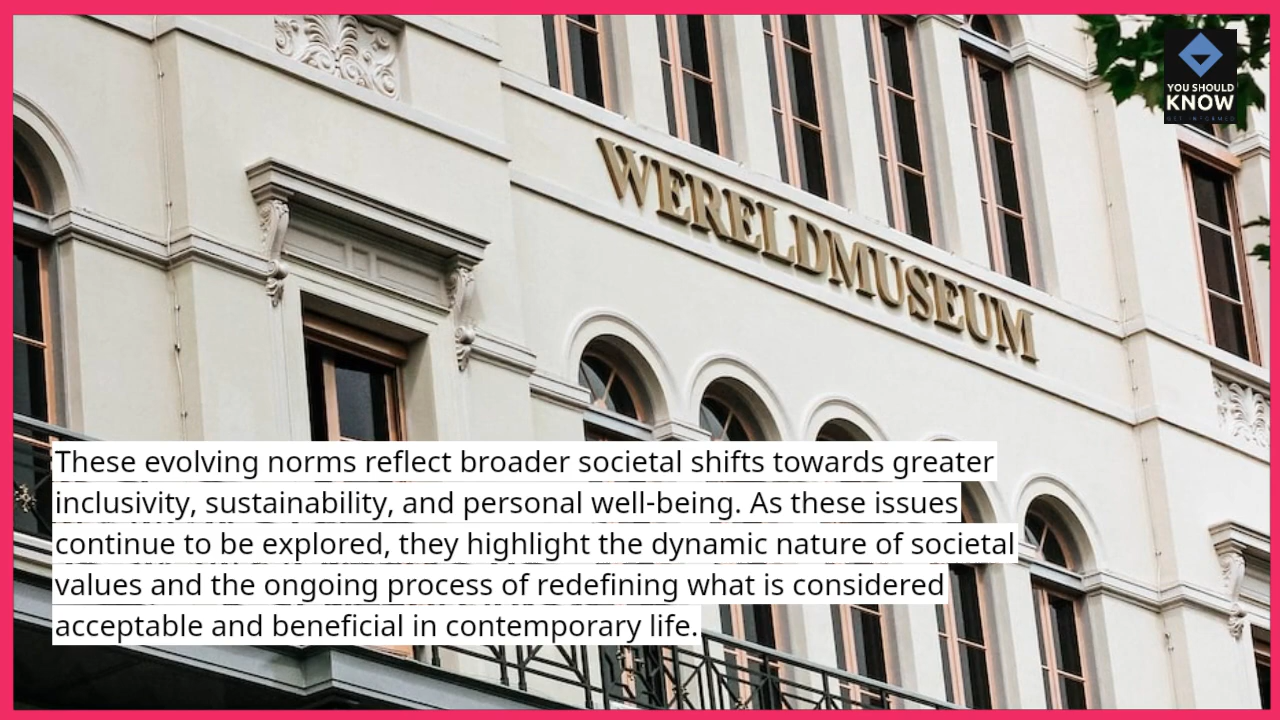 YOU SHOULD
KNOW
GET INFORMED
WERELDMUSEUM
These evolving norms reflect broader societal shifts towards greater
inclusivity, sustainability, and personal well-being. As these issues
continue to be explored, they highlight the dynamic nature of societal
values and the ongoing process of redefining what is considered
acceptable and beneficial in contemporary life.